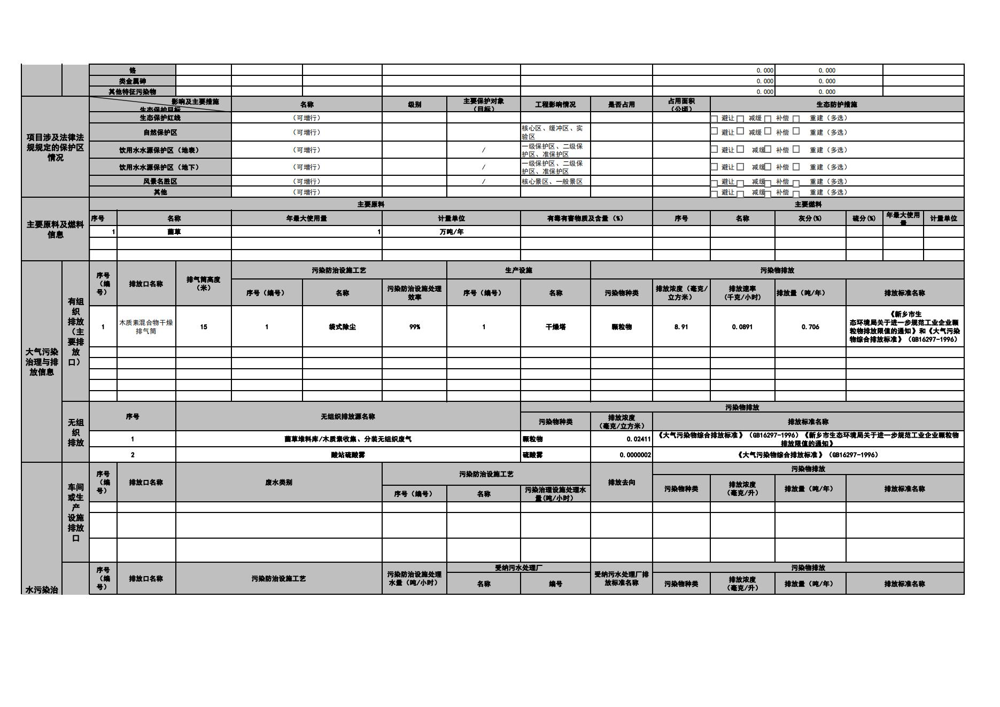 铬 0.000 0.000
类金属砷 0.000 0.000
其他特征污染物 0.000 0.000
项目涉及法律法
规规定的保护区
情况
影响及主要措施
生态保护目标
名称 级别 主要保护对象
（目标） 工程影响情况 是否占用 占用面积
（公顷） 生态防护措施
生态保护红线 （可增行） 避让 减缓 补偿 重建（多选）
自然保护区 （可增行） 核心区、缓冲区、实
验区 避让 减缓 补偿 重建（多选）
饮用水水源保护区（地表） （可增行） / 一级保护区、二级保
护区、准保护区 避让 减缓 补偿 重建（多选）
饮用水水源保护区（地下） （可增行） / 一级保护区、二级保
护区、准保护区 避让 减缓 补偿 重建（多选）
风景名胜区 （可增行） / 核心景区、一般景区 避让 减缓 补偿 重建（多选）
其他 （可增行） 避让 减缓 补偿 重建（多选）
主要原料及燃料
信息
主要原料 主要燃料
序号 名称 年最大使用量 计量单位 有毒有害物质及含量（%） 序号 名称 灰分(%) 硫分(%) 年最大使用
量 计量单位
1 菌草 1 万吨/年
大气污染
治理与排
放信息
有组
织
排放
（主
要排
放
口）
序号
（编
号） 排放口名称 排气筒高度
（米） 污染防治设施工艺 生产设施 污染物排放
序号（编号） 名称 污染防治设施处理
效率 序号（编号） 名称 污染物种类 排放浓度（毫克/
立方米） 排放速率
(千克/小时) 排放量（吨/年） 排放标准名称
1 木质素混合物干燥
排气筒 15 1 袋式除尘 99% 1 干燥塔 颗粒物 8.91 0.0891 0.706 《新乡市生
态环境局关于进一步规范工业企业颗
粒物排放限值的通知》和《大气污染
物综合排放标准》（GB16297-1996）
无组
织
排放
序号 无组织排放源名称 污染物排放
污染物种类 排放浓度
（毫克/立方米） 排放标准名称
1 菌草堆料库/木质素收集、分装无组织废气 颗粒物 0.02411 《大气污染物综合排放标准》（GB16297-1996）《新乡市生态环境局关于进一步规范工业企业颗粒物
排放限值的通知》
2 酸站硫酸雾 硫酸雾 0.0000002 《大气污染物综合排放标准》（GB16297-1996）
水污染治
车间
或生
产
设施
排放
口
序号
（编
号） 排放口名称 废水类别 污染防治设施工艺 排放去向 污染物排放
序号（编号） 名称 污染治理设施处理水
量(吨/小时) 污染物种类 排放浓度
（毫克/升） 排放量（吨/年） 排放标准名称
序号
（编
号） 排放口名称 污染防治设施工艺 污染防治设施处理
水量（吨/小时） 受纳污水处理厂 受纳污水处理厂排
放标准名称 污染物排放
名称 编号 污染物种类 排放浓度
（毫克/升） 排放量（吨/年） 排放标准名称